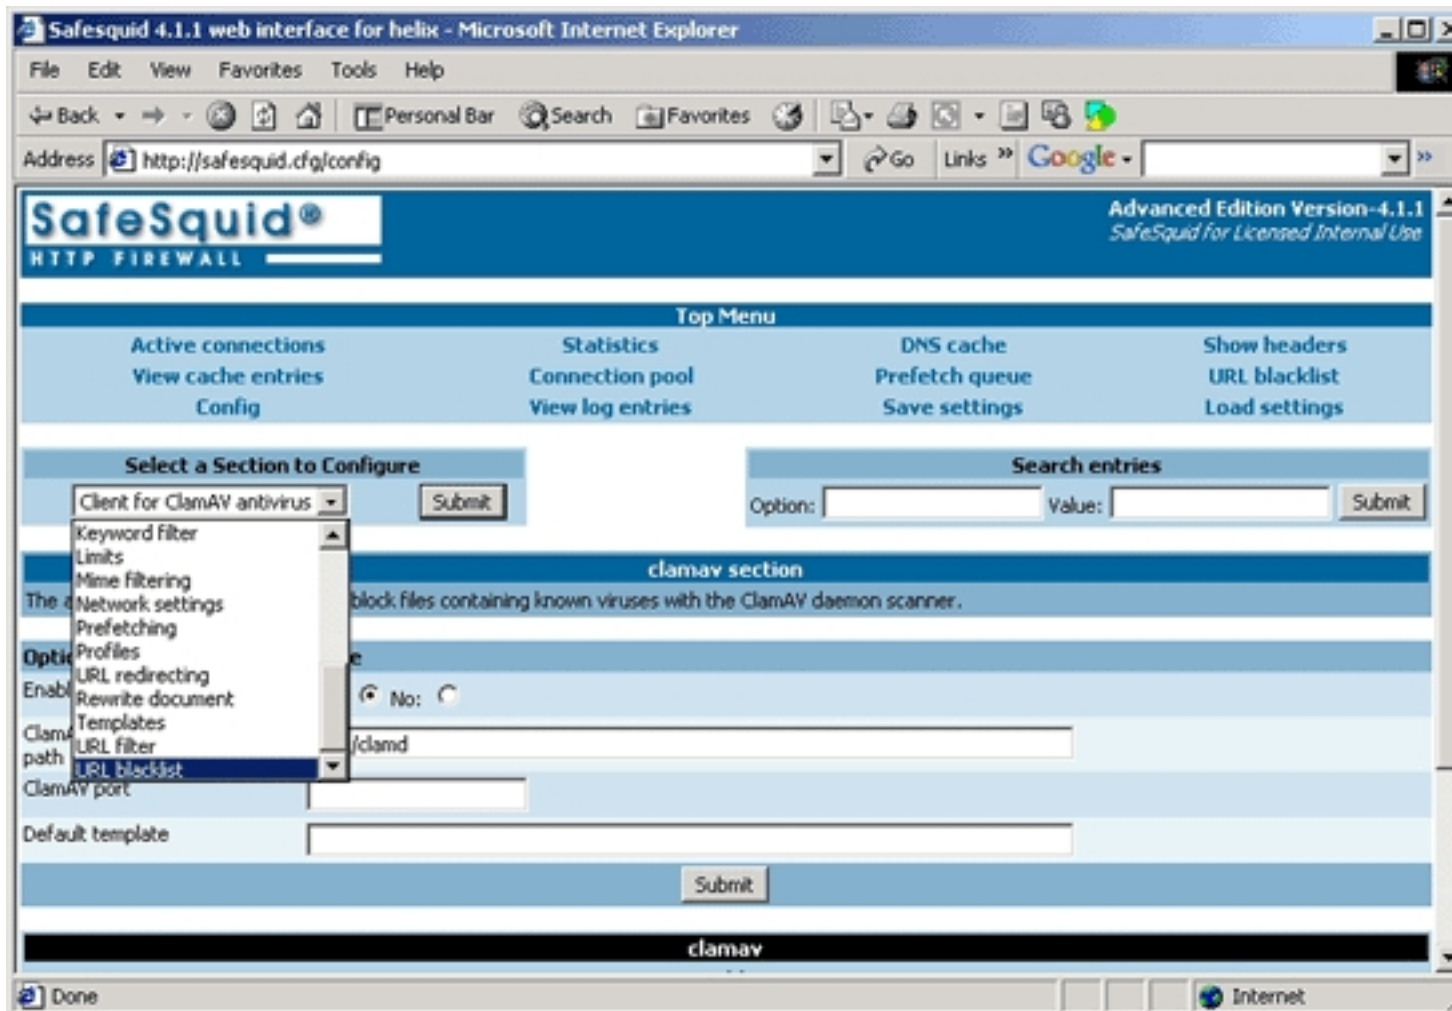 Safesquid 4.1.1 web interface for helix - Microsoft Internet Explorer
File Edit View Favorites Tools Help
Back Personal Bar Search Favorites
Address http://safesquid.cfg/config Go Links » Google »
SafeSquid®
HTTP FIREWALL
Advanced Edition Version-4.1.1
SafeSquid for Licensed Internal Use
Top Menu
Active connections Statistics DNS cache Show headers
View cache entries Connection pool Prefetch queue URL blacklist
Config View log entries Save settings Load settings
Select a Section to Configure
Client for ClamAV antivirus Submit
Keyword filter
Limits
Mime filtering
Network settings
Prefetching
Profiles
URL redirecting
Rewrite document
Templates
URL filter
URL blacklist
Search entries
Option: Value: Submit
clamav section
The block files containing known viruses with the ClamAV daemon scanner.
No:
path /clamd
ClamAV port
Default template
Submit
clamav
Done Internet